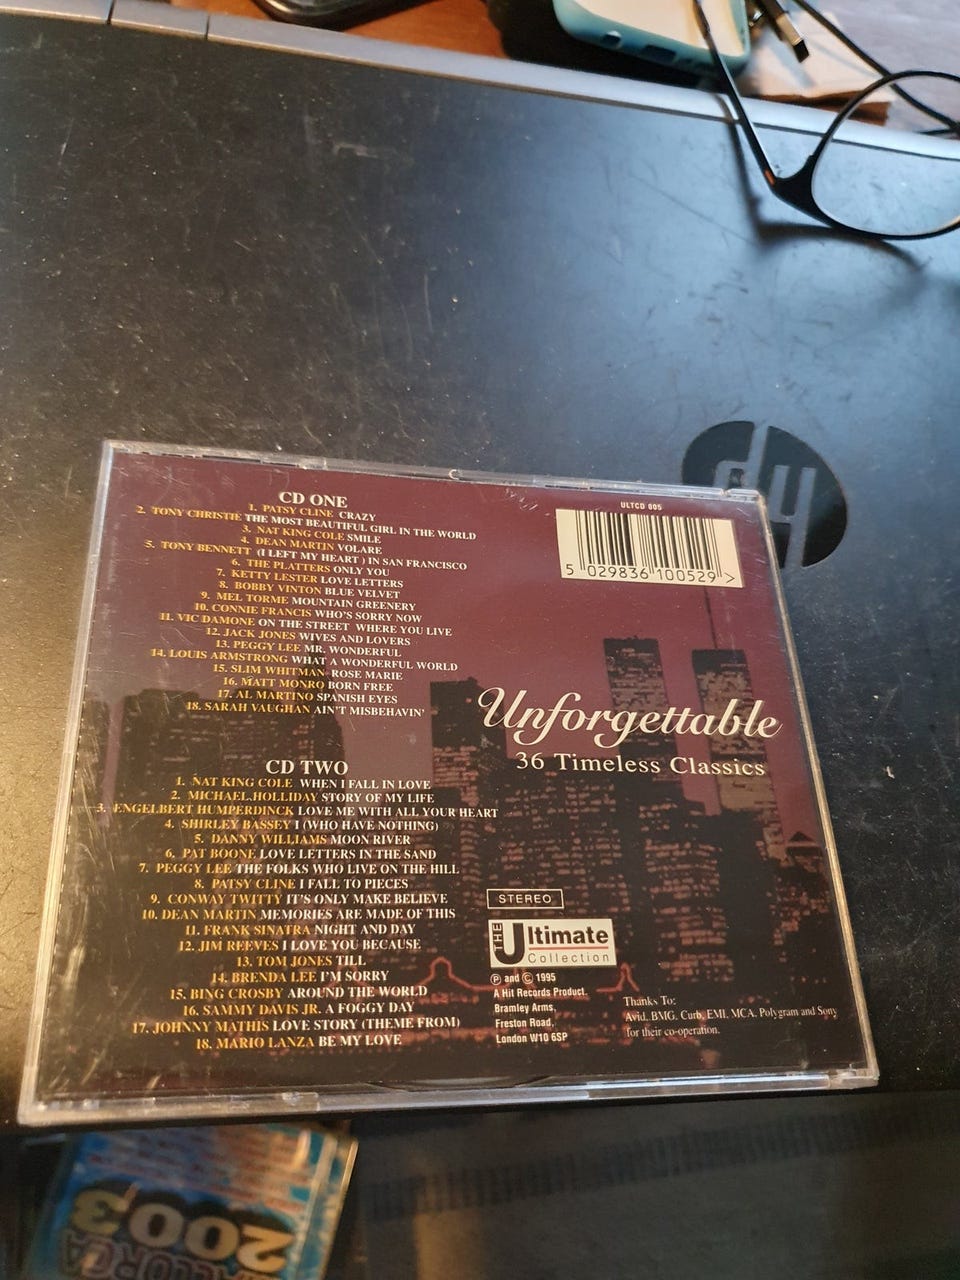 hp
CD ONE
1. PATSY CLINE CRAZY
2. TONY CHRISTIE THE MOST BEAUTIFUL GIRL IN THE WORLD
3. NAT KING COLE SMILE
4. DEAN MARTIN VOLARE
5. TONY BENNETT (I LEFT MY HEART ) IN SAN FRANCISCO
6. THE PLATTERS ONLY YOU
7. KETTY LESTER LOVE LETTERS
8. BOBBY VINTON BLUE VELVET
9. MEL TORME MOUNTAIN GREENERY
10. CONNIE FRANCIS WHO'S SORRY NOW
11. VIC DAMONE ON THE STREET WHERE YOU LIVE
12. JACK JONES WIVES AND LOVERS
13. PEGGY LEE MR. WONDERFUL
14. LOUIS ARMSTRONG WHAT A WONDERFUL WORLD
15. SLIM WHITMAN ROSE MARIE
16. MATT MONRO BORN FREE
17. AL MARTINO SPANISH EYES
18. SARAH VAUGHAN AIN'T MISBEHAVIN'
CD TWO
1. NAT KING COLE WHEN I FALL IN LOVE
2. MICHAEL.HOLLIDAY STORY OF MY LIFE
3. ENGELBERT HUMPERDINCK LOVE ME WITH ALL YOUR HEART
4. SHIRLEY BASSEY I (WHO HAVE NOTHING)
5. DANNY WILLIAMS MOON RIVER
6. PAT BOONE LOVE LETTERS IN THE SAND
7. PEGGY LEE THE FOLKS WHO LIVE ON THE HILL
8. PATSY CLINE I FALL TO PIECES
9. CONWAY TWITTY IT'S ONLY MAKE BELIEVE
10. DEAN MARTIN MEMORIES ARE MADE OF THIS
11. FRANK SINATRA NIGHT AND DAY
12. JIM REEVES I LOVE YOU BECAUSE
13. TOM JONES TILL
14. BRENDA LEE I'M SORRY
15. BING CROSBY AROUND THE WORLD
16. SAMMY DAVIS JR. A FOGGY DAY
17. JOHNNY MATHIS LOVE STORY (THEME FROM)
18. MARIO LANZA BE MY LOVE
ULTCD 005
5 029836 100529 >
Unforgettable
36 Timeless Classics
STEREO
THE Ultimate
Collection
℗ and © 1995
A Hit Records Product.
Bramley Arms,
Freston Road,
London W10 6SP
Thanks To:
Avid, BMG, Curb, EMI, MCA, Polygram and Sony
for their co-operation.
2003